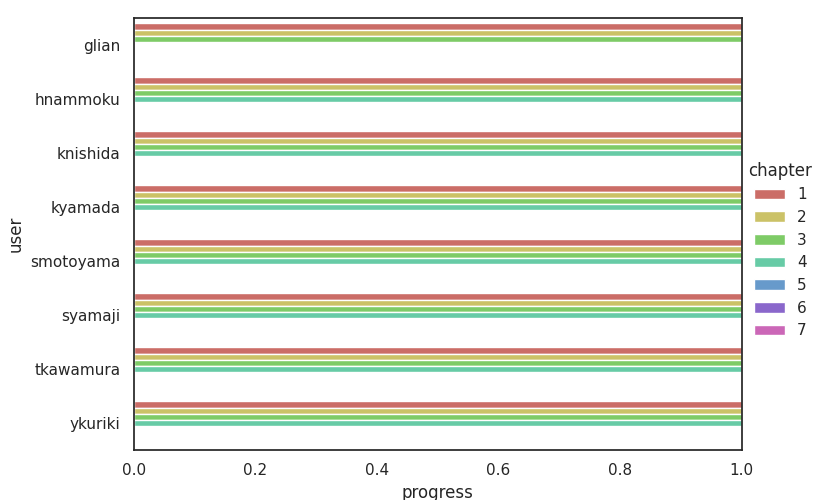 glian
hnammoku
knishida
kyamada
smotoyama
syamaji
tkawamura
ykuriki
user
0.0 0.2 0.4 0.6 0.8 1.0
progress
chapter
1
2
3
4
5
6
7